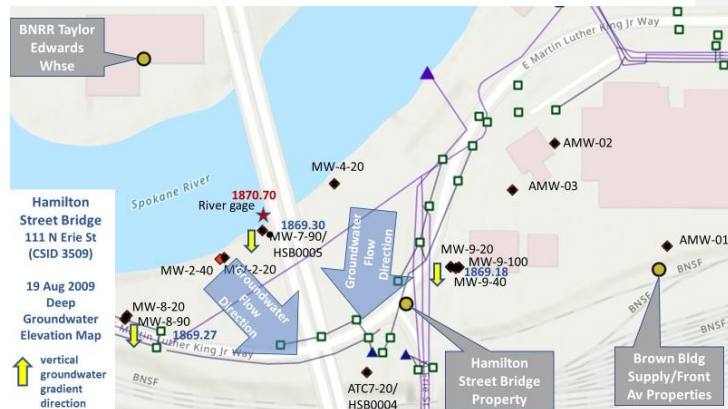 BNRR Taylor
Edwards
Whse
E Martin Luther King Jr Way
AMW-02
AMW-03
AMW-01
MW-4-20
Spokane River
1870.70
River gage
1869.30
MW-7-90/
HSB0005
MW-2-40
MW-2-20
Groundwater
Flow
Direction
Groundwater
Flow
Direction
MW-9-20
MW-9-100
1869.18
MW-9-40
Hamilton
Street Bridge
111 N Erie St
(CSID 3509)
19 Aug 2009
Deep
Groundwater
Elevation Map
vertical
groundwater
gradient
direction
MW-8-20
MW-8-90
1869.27
Martin Luther King Jr Way
BNSF
BNSF
BNSF
ATC7-20/
HSB0004
Hamilton
Street Bridge
Property
Brown Bldg
Supply/Front
Av Properties